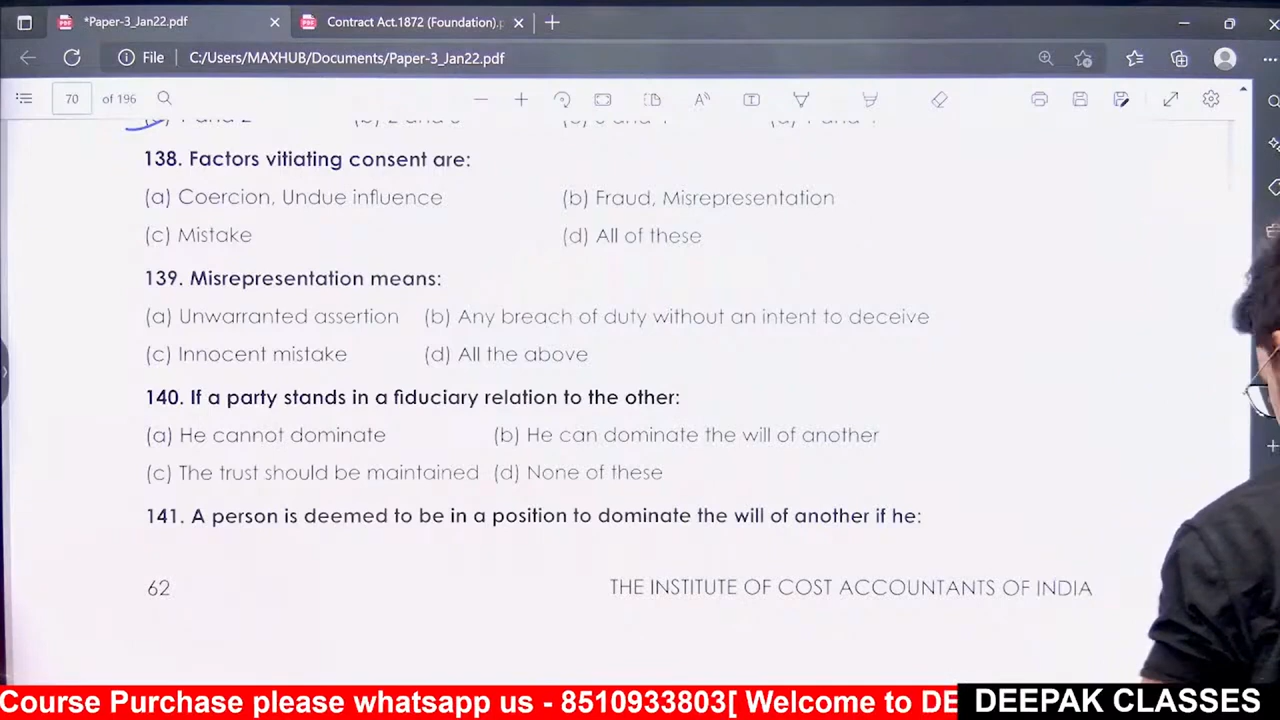 *Paper-3_Jan22.pdf
Contract Act.1872 (Foundation).
File C:/Users/MAXHUB/Documents/Paper-3_Jan22.pdf
70 of 196
138. Factors vitiating consent are:
(a) Coercion, Undue influence (b) Fraud, Misrepresentation
(c) Mistake (d) All of these
139. Misrepresentation means:
(a) Unwarranted assertion (b) Any breach of duty without an intent to deceive
(c) Innocent mistake (d) All the above
140. If a party stands in a fiduciary relation to the other:
(a) He cannot dominate (b) He can dominate the will of another
(c) The trust should be maintained (d) None of these
141. A person is deemed to be in a position to dominate the will of another if he:
62 THE INSTITUTE OF COST ACCOUNTANTS OF INDIA
Course Purchase please whatsapp us - 8510933803[ Welcome to DE
DEEPAK CLASSES